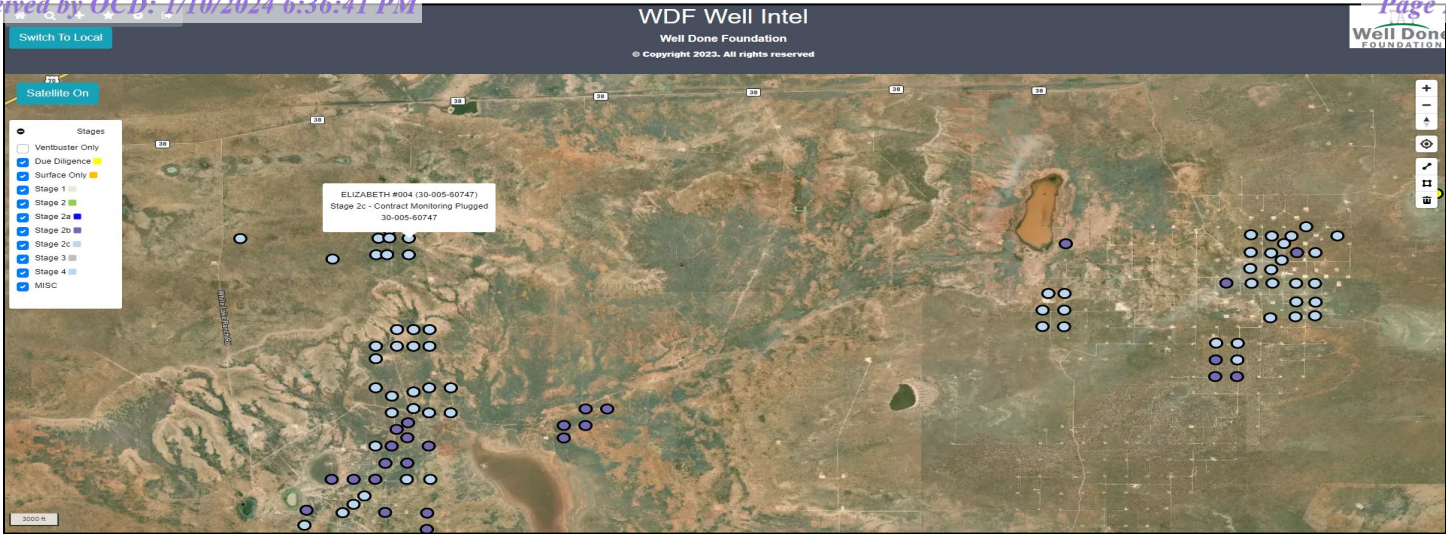 ived by OCD: 1/10/2024 6:36:41 PM
Page
WDF Well Intel
Well Done Foundation
© Copyright 2023. All rights reserved
Switch To Local
Well Done
FOUNDATION
70
Satellite On
38
38
38
38
38
38
38
Stages
Ventbuster Only
Due Diligence
Surface Only
Stage 1
Stage 2
Stage 2a
Stage 2b
Stage 2c
Stage 3
Stage 4
MISC
ELIZABETH #004 (30-005-60747)
Stage 2c - Contract Monitoring Plugged
30-005-60747
3000 ft